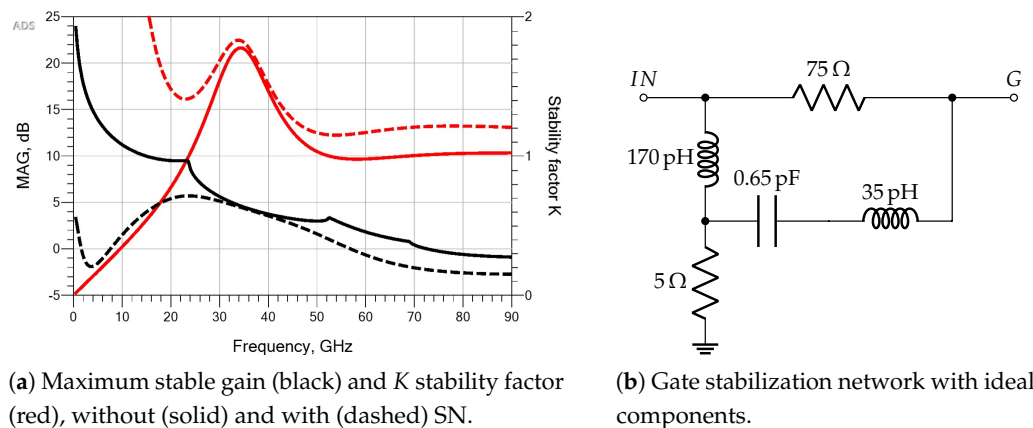 ADS
25
20
15
10
5
0
-5
MAG, dB
2
1
0
Stability factor K
0 10 20 30 40 50 60 70 80 90
Frequency, GHz
(a) Maximum stable gain (black) and K stability factor
(red), without (solid) and with (dashed) SN.
IN
75 Ω
G
170 pH
0.65 pF
35 pH
5 Ω
(b) Gate stabilization network with ideal
components.